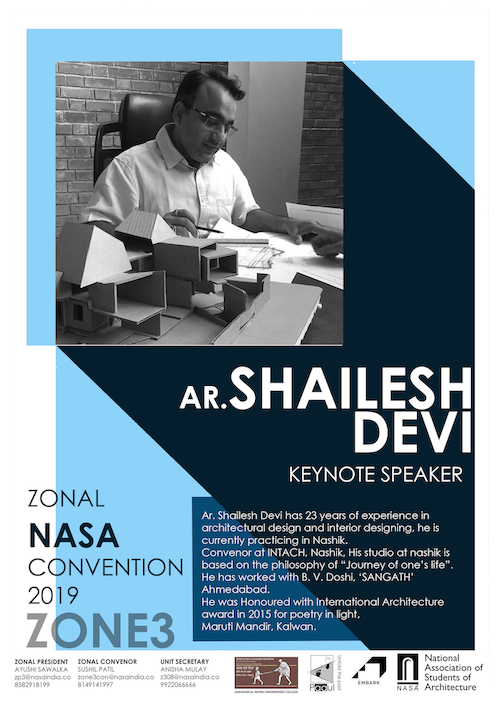 AR.SHAILESH
DEVI
KEYNOTE SPEAKER
ZONAL
NASA
CONVENTION
2019
ZONE3
Ar. Shailesh Devi has 23 years of experience in
architectural design and interior designing, he is
currently practicing in Nashik.
Convenor at INTACH, Nashik, His studio at nashik is
based on the philosophy of “Journey of one's life”.
He has worked with B. V. Doshi, ‘SANGATH’
Ahmedabad.
He was Honoured with International Architecture
award in 2015 for poetry in light,
Maruti Mandir, Kalwan.
ZONAL PRESIDENT
AYUSHI SAWALKA
zp3@nasaindia.co
8582918199
ZONAL CONVENOR
SUSHIL PATIL
zone3con@nasaindia.co
8149141997
UNIT SECRETARY
ANISHA MULAY
z308@nasaindia.co
9922066666
EMBARK
NASA
National
Association of
Students of
Architecture